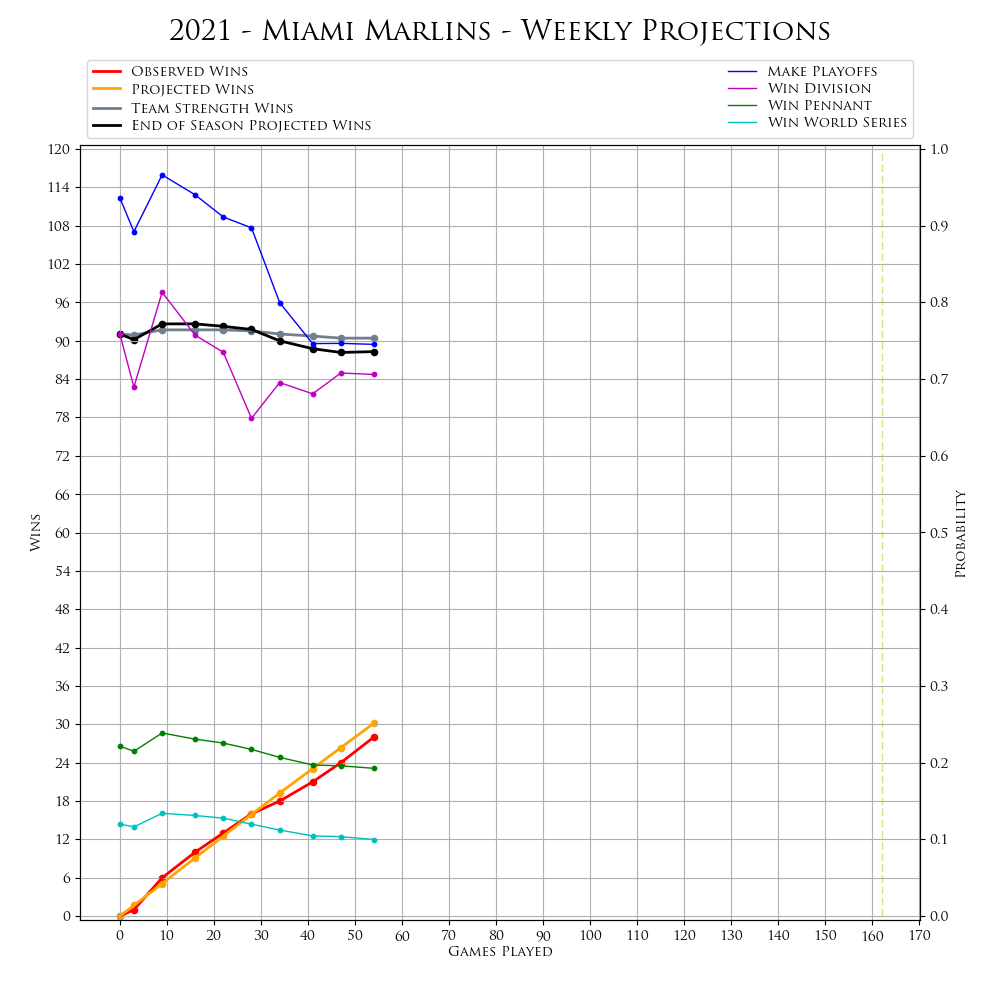 2021 - Miami Marlins - Weekly Projections
Observed Wins
Projected Wins
Team Strength Wins
End of Season Projected Wins
Make Playoffs
Win Division
Win Pennant
Win World Series
120
114
108
102
96
90
84
78
72
66
60
54
48
42
36
30
24
18
12
6
0
Wins
1.0
0.9
0.8
0.7
0.6
0.5
0.4
0.3
0.2
0.1
0.0
Probability
0 10 20 30 40 50 60 70 80 90 100 110 120 130 140 150 160 170
Games Played